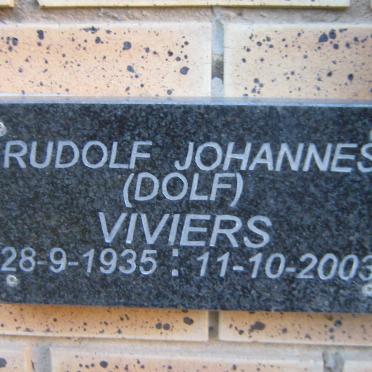 RUDOLF JOHANNES
(DOLF)
VIVIERS
28-9-1935 : 11-10-2003